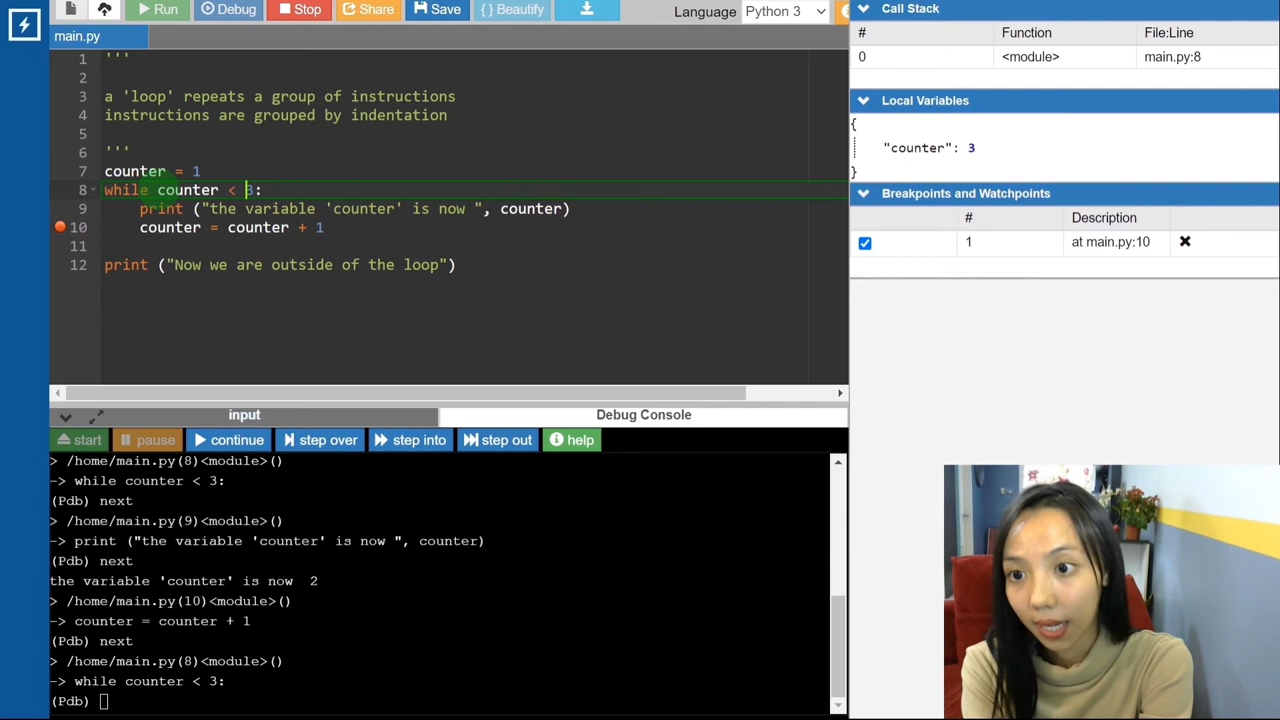 Run
Debug
Stop
Share
Save
{ } Beautify
Language
Python 3
main.py
1 '''
2
3 a 'loop' repeats a group of instructions
4 instructions are grouped by indentation
5
6 '''
7 counter = 1
8 while counter < 3:
9 print ("the variable 'counter' is now ", counter)
10 counter = counter + 1
11
12 print ("Now we are outside of the loop")
input
Debug Console
start
pause
continue
step over
step into
step out
help
> /home/main.py(8)<module>()
-> while counter < 3:
(Pdb) next
> /home/main.py(9)<module>()
-> print ("the variable 'counter' is now ", counter)
(Pdb) next
the variable 'counter' is now  2
> /home/main.py(10)<module>()
-> counter = counter + 1
(Pdb) next
> /home/main.py(8)<module>()
-> while counter < 3:
(Pdb)
Call Stack
# Function File:Line
0 <module> main.py:8
Local Variables
{
"counter": 3
}
Breakpoints and Watchpoints
# Description
1 at main.py:10